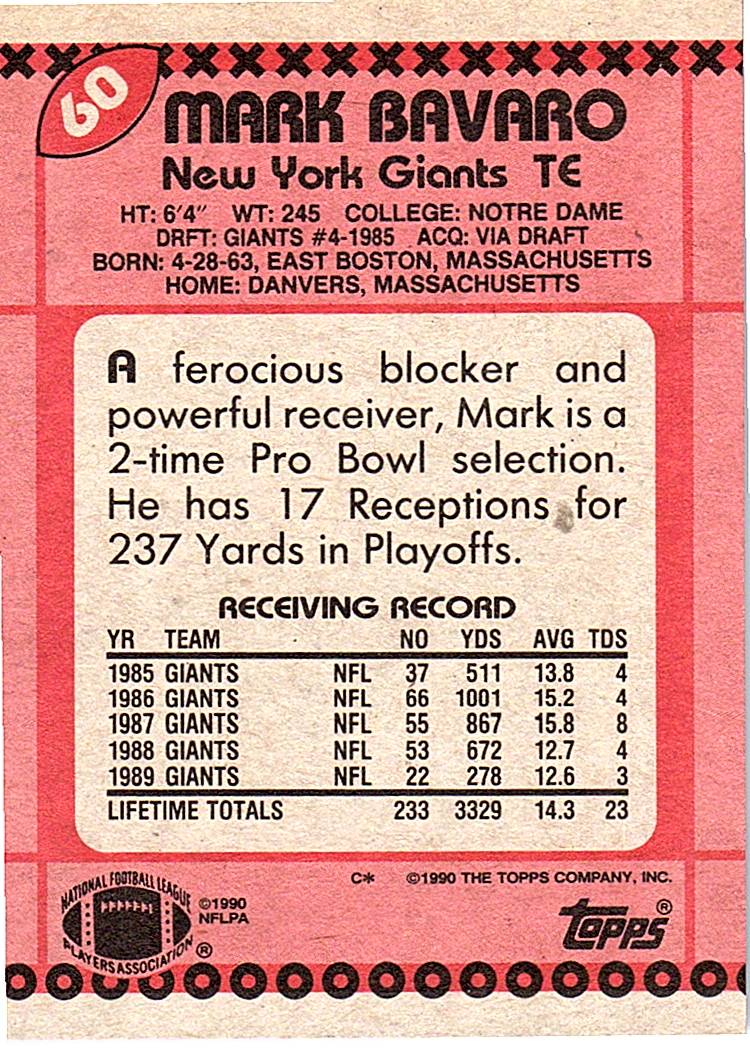 60
MARK BAVARO
New York Giants TE
HT: 6'4" WT: 245 COLLEGE: NOTRE DAME
DRFT: GIANTS #4-1985 ACQ: VIA DRAFT
BORN: 4-28-63, EAST BOSTON, MASSACHUSETTS
HOME: DANVERS, MASSACHUSETTS
A ferocious blocker and
powerful receiver, Mark is a
2-time Pro Bowl selection.
He has 17 Receptions for
237 Yards in Playoffs.
RECEIVING RECORD
YR TEAM NO YDS AVG TDS
1985 GIANTS NFL 37 511 13.8 4
1986 GIANTS NFL 66 1001 15.2 4
1987 GIANTS NFL 55 867 15.8 8
1988 GIANTS NFL 53 672 12.7 4
1989 GIANTS NFL 22 278 12.6 3
LIFETIME TOTALS 233 3329 14.3 23
C* ©1990 THE TOPPS COMPANY, INC.
NATIONAL FOOTBALL LEAGUE
PLAYERS ASSOCIATION ®
©1990
NFLPA
topps®